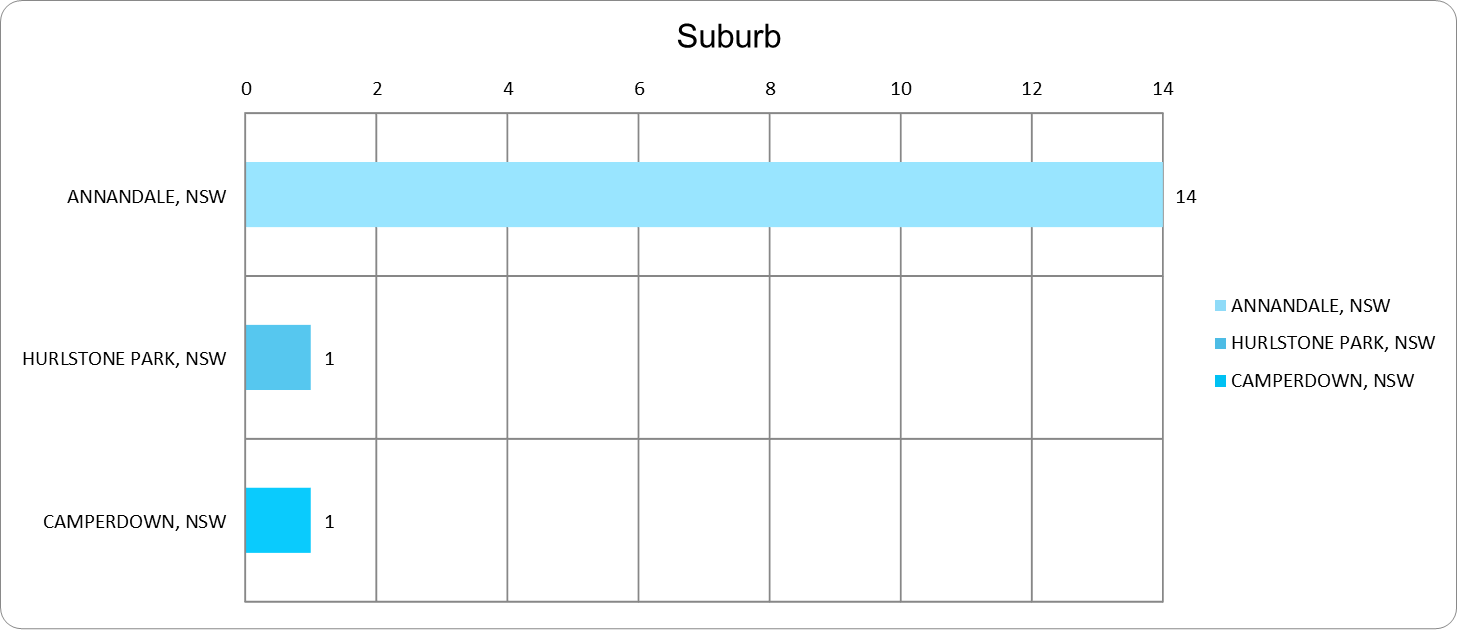 Suburb
0 2 4 6 8 10 12 14
ANNANDALE, NSW 14
HURLSTONE PARK, NSW 1
CAMPERDOWN, NSW 1
ANNANDALE, NSW
HURLSTONE PARK, NSW
CAMPERDOWN, NSW